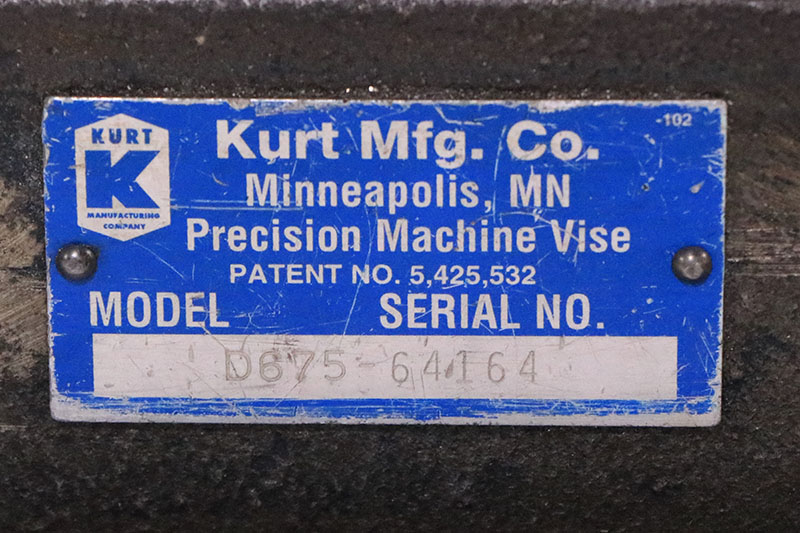 -102
KURT
K
MANUFACTURING
COMPANY
Kurt Mfg. Co.
Minneapolis, MN
Precision Machine Vise
PATENT NO. 5,425,532
MODEL SERIAL NO.
D675-64164